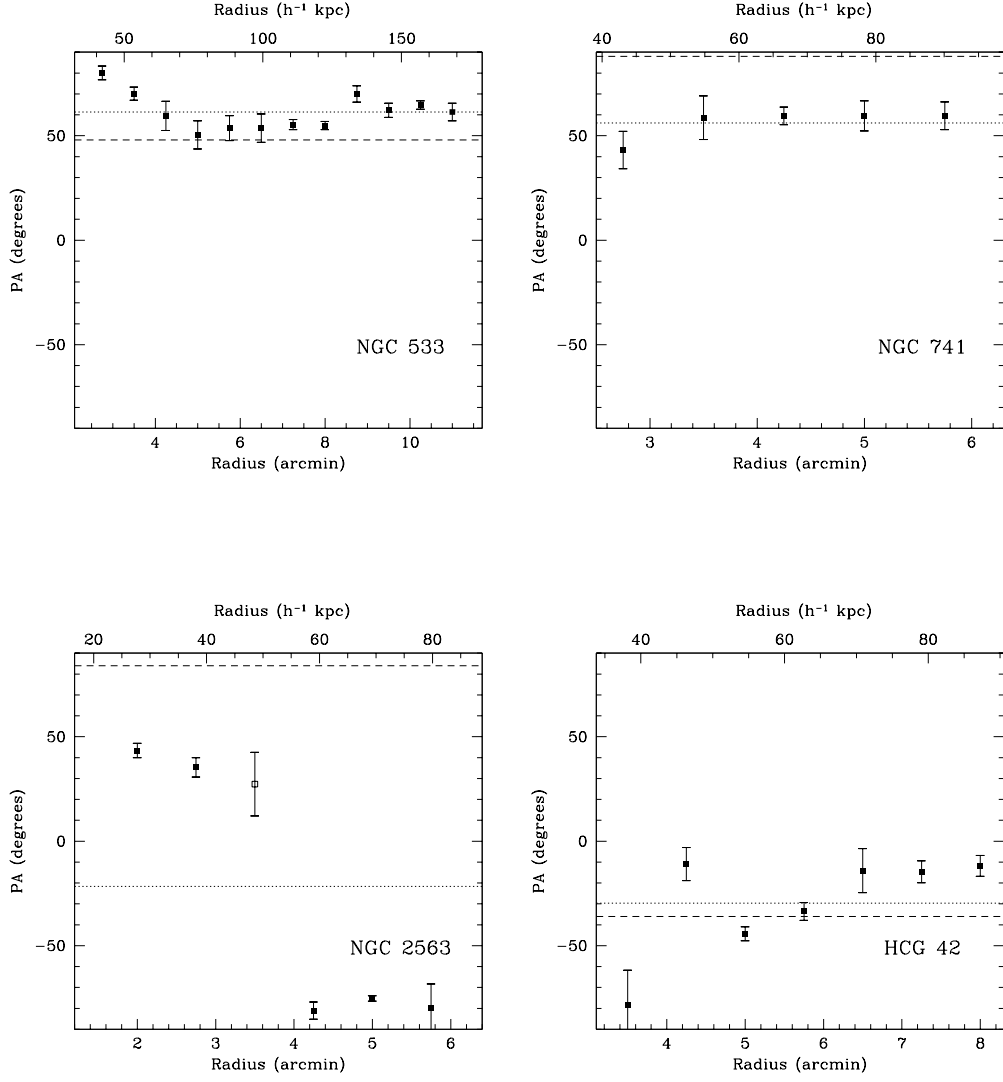 Radius (h⁻¹ kpc)
50 100 150
50
0
−50
PA (degrees)
NGC 533
4 6 8 10
Radius (arcmin)
Radius (h⁻¹ kpc)
40 60 80
50
0
−50
PA (degrees)
NGC 741
3 4 5 6
Radius (arcmin)
Radius (h⁻¹ kpc)
20 40 60 80
50
0
−50
PA (degrees)
NGC 2563
2 3 4 5 6
Radius (arcmin)
Radius (h⁻¹ kpc)
40 60 80
50
0
−50
PA (degrees)
HCG 42
4 5 6 7 8
Radius (arcmin)